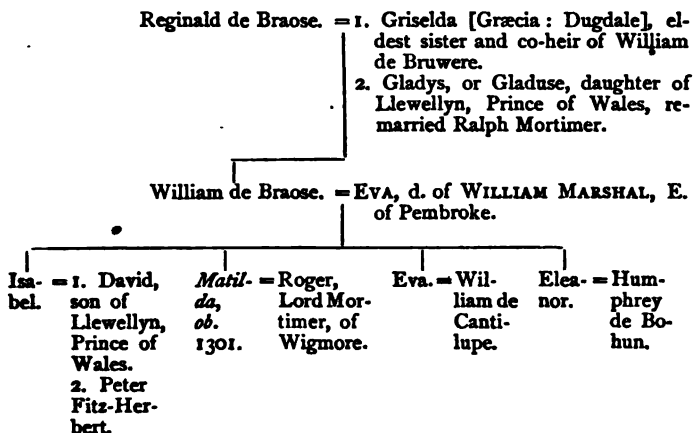 Reginald de Braose. = 1. Griselda [Græcia : Dugdale], el-
dest sister and co-heir of William
de Bruwere.
2. Gladys, or Gladuse, daughter of
Llewellyn, Prince of Wales, re-
married Ralph Mortimer.
William de Braose. = EVA, d. of WILLIAM MARSHAL, E.
of Pembroke.
Isa-
bel.
= 1. David,
son of
Llewellyn,
Prince of
Wales.
2. Peter
Fitz-Her-
bert.
Matil-
da,
ob.
1301.
= Roger,
Lord Mor-
timer, of
Wigmore.
Eva. = Wil-
liam de
Canti-
lupe.
Elea-
nor.
= Hum-
phrey
de Bo-
hun.